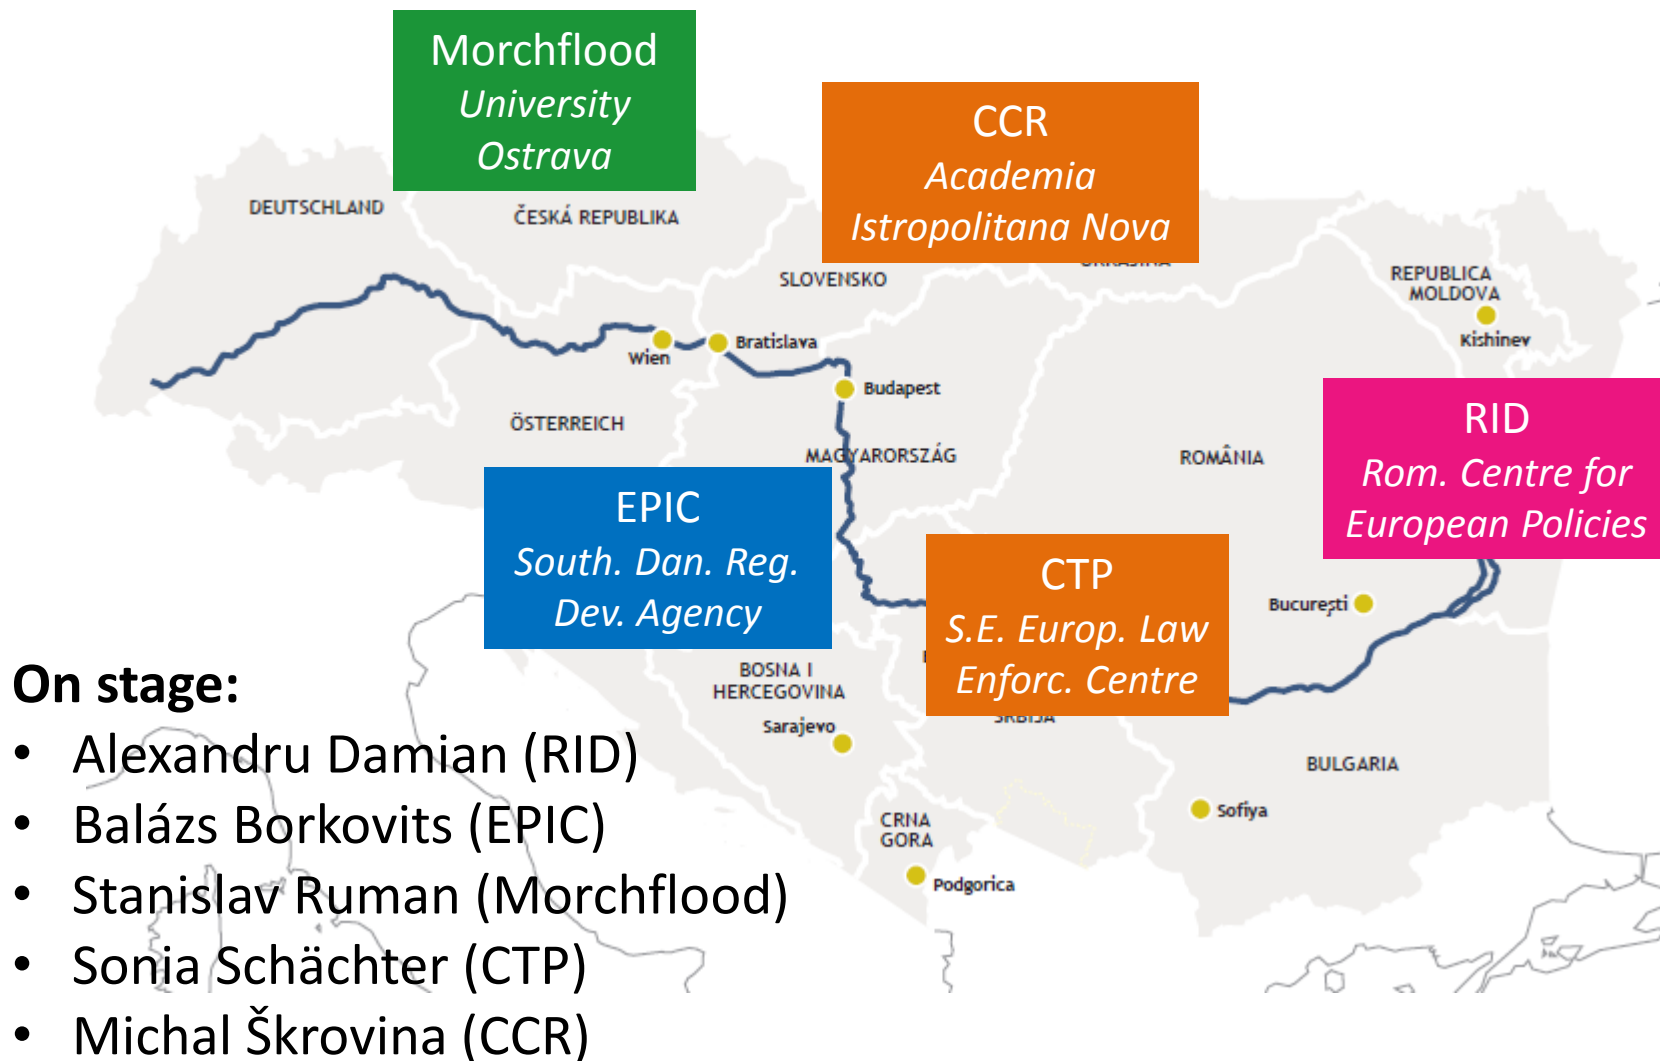 Morchflood
University
Ostrava
CCR
Academia
Istropolitana Nova
DEUTSCHLAND
ČESKÁ REPUBLIKA
SLOVENSKO
REPUBLICA
MOLDOVA
Kishinev
Wien
Bratislava
Budapest
ÖSTERREICH
MAGYARORSZÁG
ROMÂNIA
RID
Rom. Centre for
European Policies
EPIC
South. Dan. Reg.
Dev. Agency
CTP
S.E. Europ. Law
Enforc. Centre
Bucureşti
BOSNA I
HERCEGOVINA
Sarajevo
SRBIJA
BULGARIA
Sofiya
CRNA
GORA
Podgorica
On stage:
• Alexandru Damian (RID)
• Balázs Borkovits (EPIC)
• Stanislav Ruman (Morchflood)
• Sonia Schächter (CTP)
• Michal Škrovina (CCR)